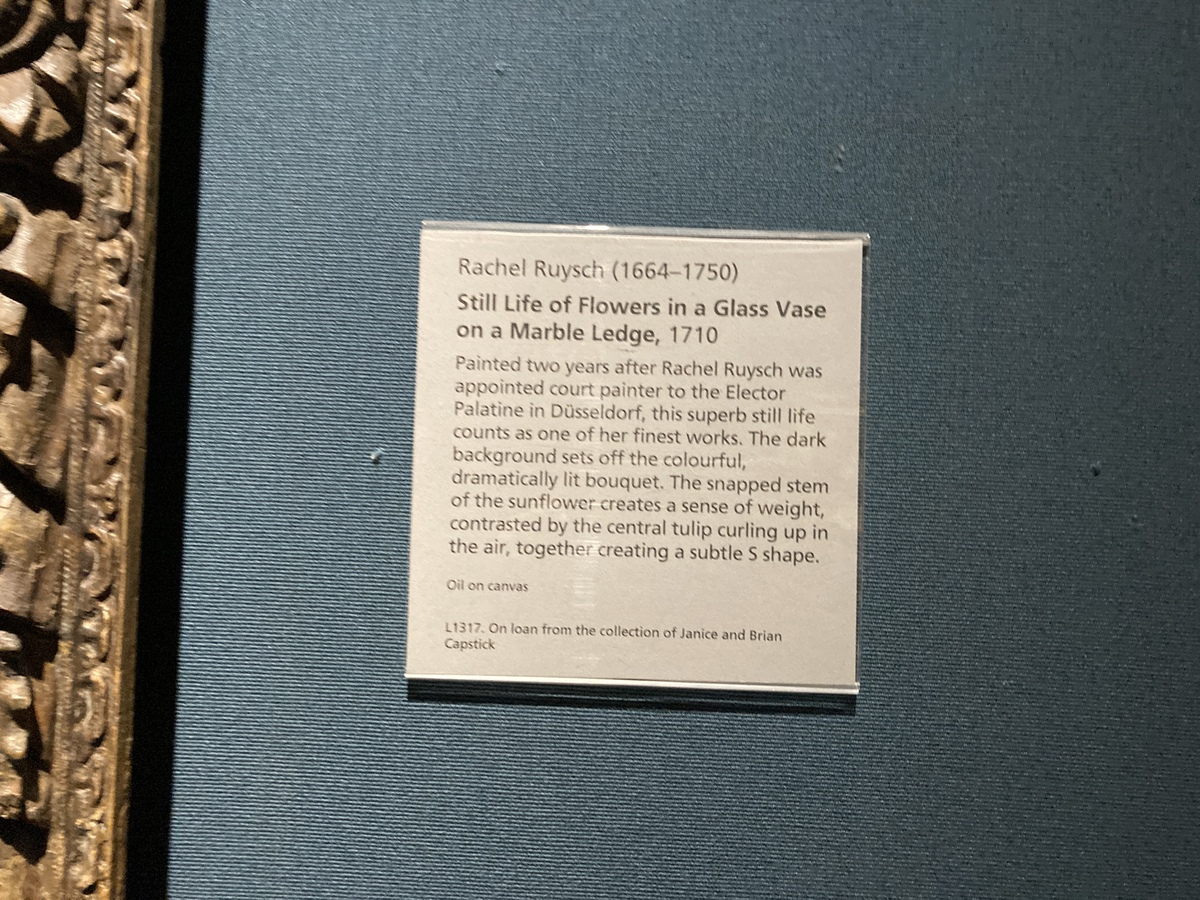 Rachel Ruysch (1664–1750)
Still Life of Flowers in a Glass Vase
on a Marble Ledge, 1710
Painted two years after Rachel Ruysch was
appointed court painter to the Elector
Palatine in Düsseldorf, this superb still life
counts as one of her finest works. The dark
background sets off the colourful,
dramatically lit bouquet. The snapped stem
of the sunflower creates a sense of weight,
contrasted by the central tulip curling up in
the air, together creating a subtle S shape.
Oil on canvas
L1317. On loan from the collection of Janice and Brian
Capstick